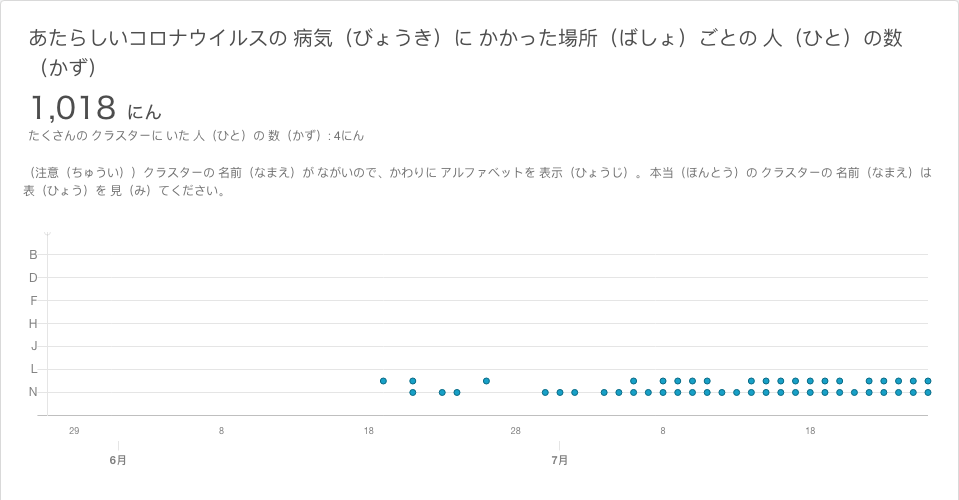 あたらしいコロナウイルスの 病気（びょうき）に かかった場所（ばしょ）ごとの 人（ひと）の数
（かず）
1,018 にん
たくさんの クラスターに いた 人（ひと）の 数（かず）: 4にん
（注意（ちゅうい））クラスターの 名前（なまえ）が ながいので、かわりに アルファベットを 表示（ひょうじ）。 本当（ほんとう）の クラスターの 名前（なまえ）は
表（ひょう）を 見（み）てください。
B
D
F
H
J
L
N
29 8 18 28 8 18
6月 7月